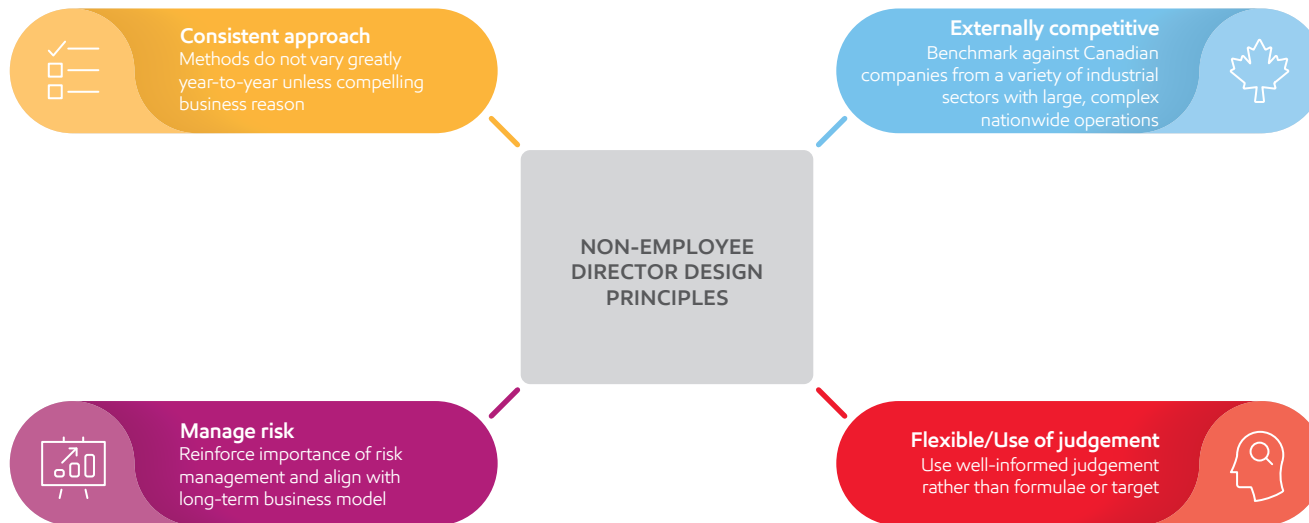 Consistent approach
Methods do not vary greatly
year-to-year unless compelling
business reason
Externally competitive
Benchmark against Canadian
companies from a variety of industrial
sectors with large, complex
nationwide operations
NON-EMPLOYEE
DIRECTOR DESIGN
PRINCIPLES
Manage risk
Reinforce importance of risk
management and align with
long-term business model
Flexible/Use of judgement
Use well-informed judgement
rather than formulae or target